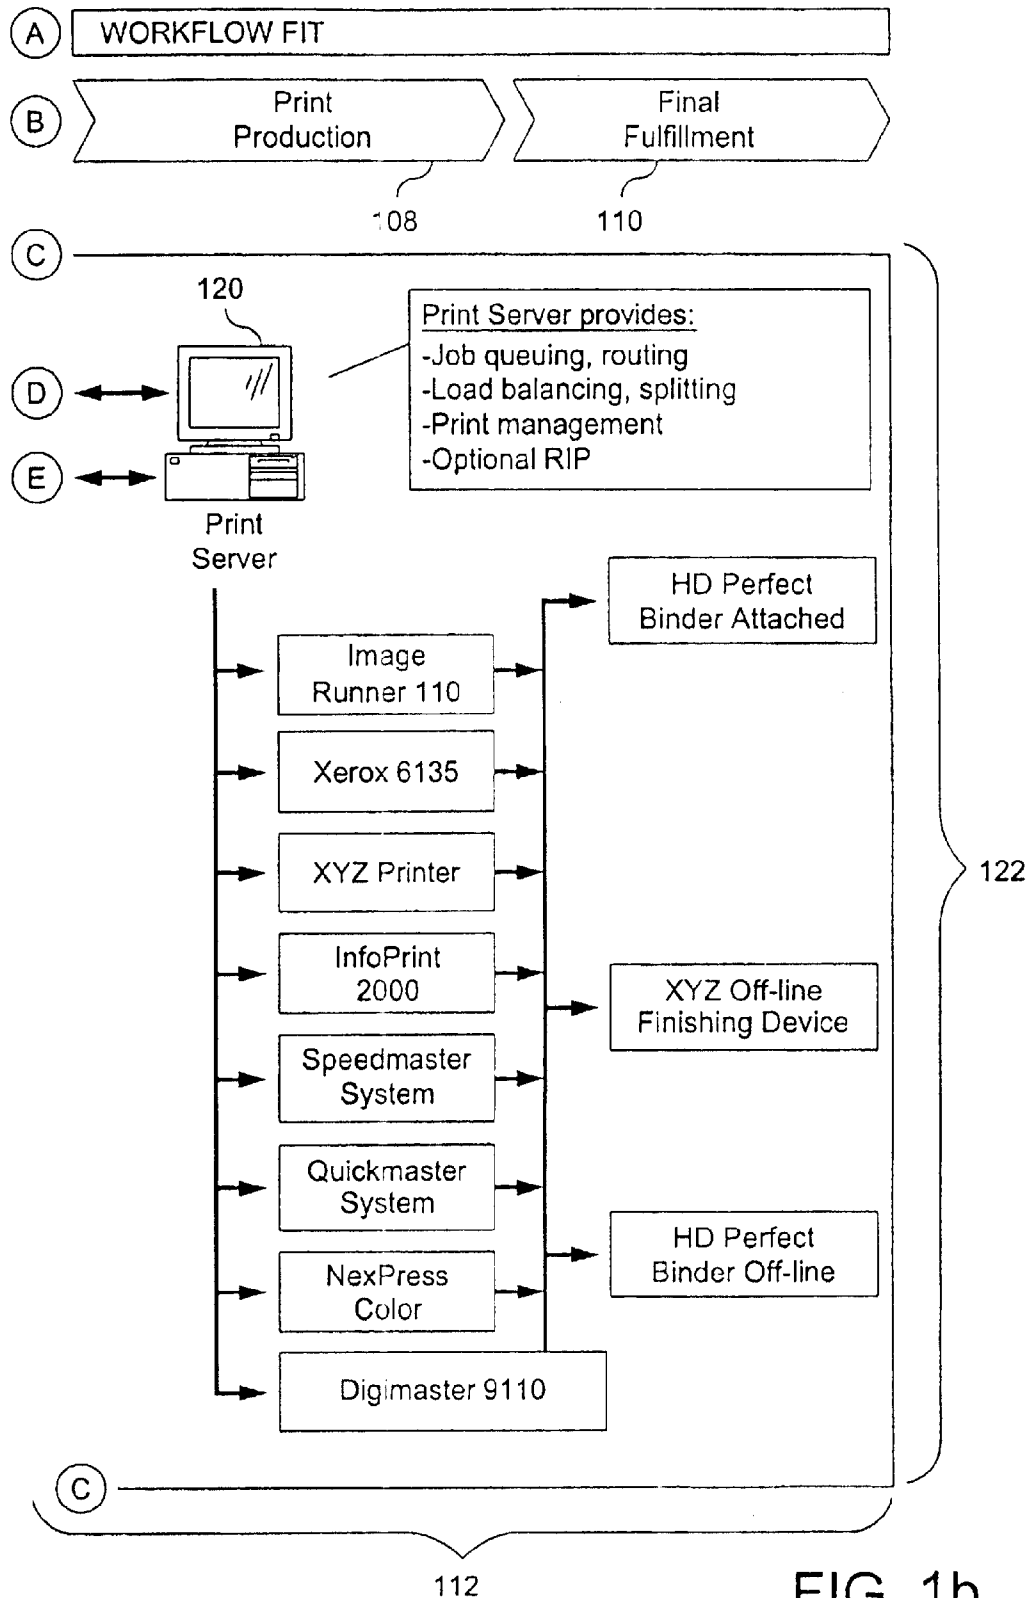 A WORKFLOW FIT
B Print Production
Final Fulfillment
108
110
C
120
Print Server provides:
-Job queuing, routing
-Load balancing, splitting
-Print management
-Optional RIP
D
E
Print
Server
HD Perfect
Binder Attached
Image
Runner 110
Xerox 6135
XYZ Printer
122
InfoPrint
2000
XYZ Off-line
Finishing Device
Speedmaster
System
Quickmaster
System
HD Perfect
Binder Off-line
NexPress
Color
Digimaster 9110
C
112
FIG. 1b